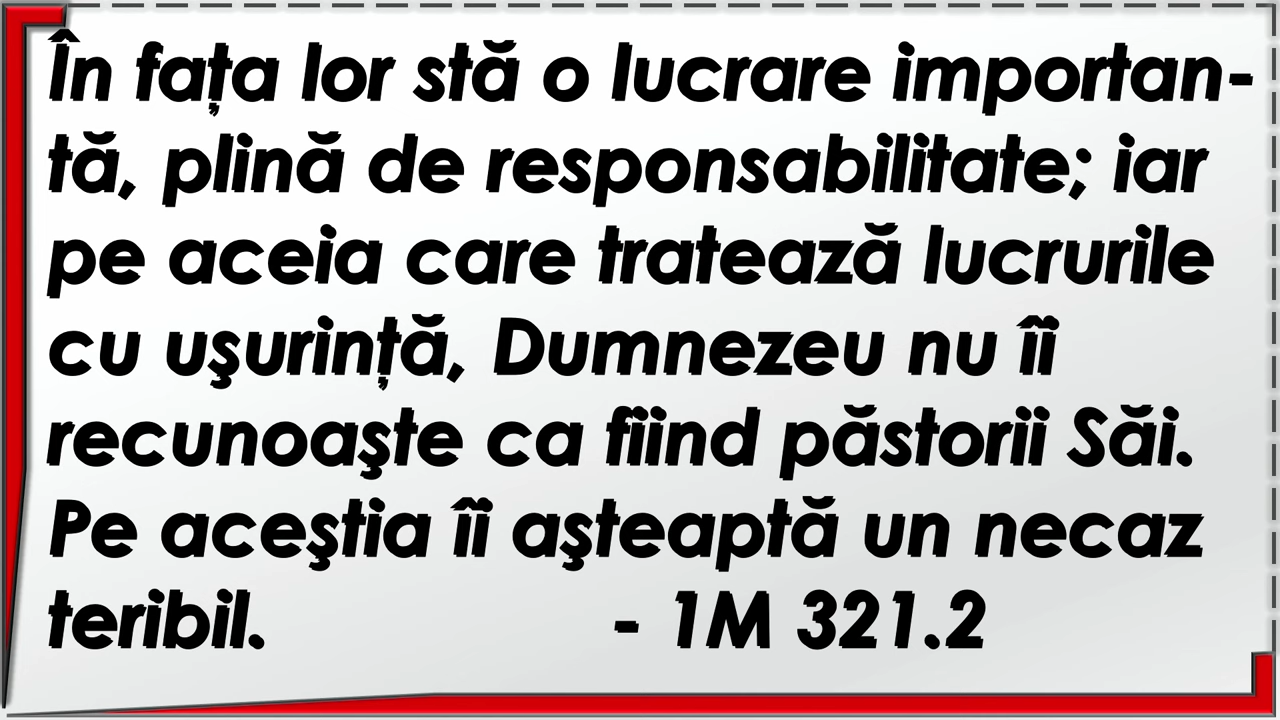 În fața lor stă o lucrare importan-
tă, plină de responsabilitate; iar
pe aceia care tratează lucrurile
cu uşurință, Dumnezeu nu îi
recunoaşte ca fiind păstorii Săi.
Pe aceştia îi aşteaptă un necaz
teribil. - 1M 321.2